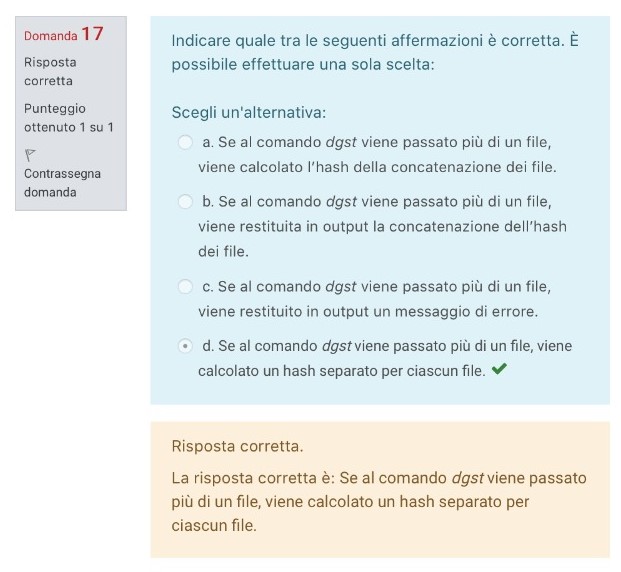 Domanda 17
Risposta
corretta
Punteggio
ottenuto 1 su 1
Contrassegna
domanda
Indicare quale tra le seguenti affermazioni è corretta. È
possibile effettuare una sola scelta:
Scegli un'alternativa:
a. Se al comando dgst viene passato più di un file,
viene calcolato l'hash della concatenazione dei file.
b. Se al comando dgst viene passato più di un file,
viene restituita in output la concatenazione dell'hash
dei file.
c. Se al comando dgst viene passato più di un file,
viene restituito in output un messaggio di errore.
d. Se al comando dgst viene passato più di un file, viene
calcolato un hash separato per ciascun file.
Risposta corretta.
La risposta corretta è: Se al comando dgst viene passato
più di un file, viene calcolato un hash separato per
ciascun file.